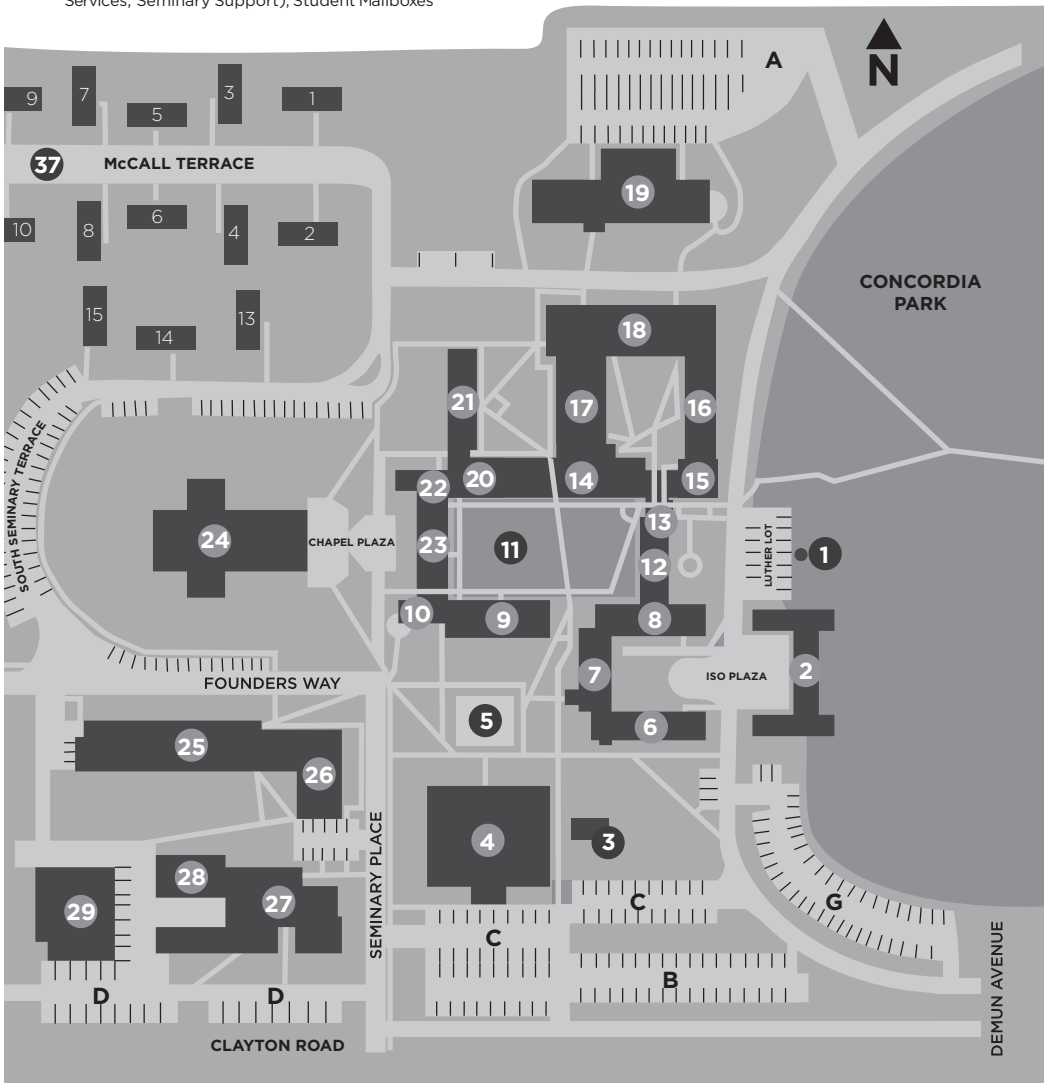 Services, Seminary Support), Student Mailboxes
A
N
9
7
5
3
1
37
McCALL TERRACE
19
10
8
6
4
2
CONCORDIA
PARK
15
14
13
18
21
17
16
SOUTH SEMINARY TERRACE
22
20
14
15
24
CHAPEL PLAZA
23
11
13
12
LUTHER LOT
1
10
9
8
7
ISO PLAZA
2
FOUNDERS WAY
5
6
25
26
SEMINARY PLACE
4
3
28
27
29
C
C
G
B
D
D
DEMUN AVENUE
CLAYTON ROAD